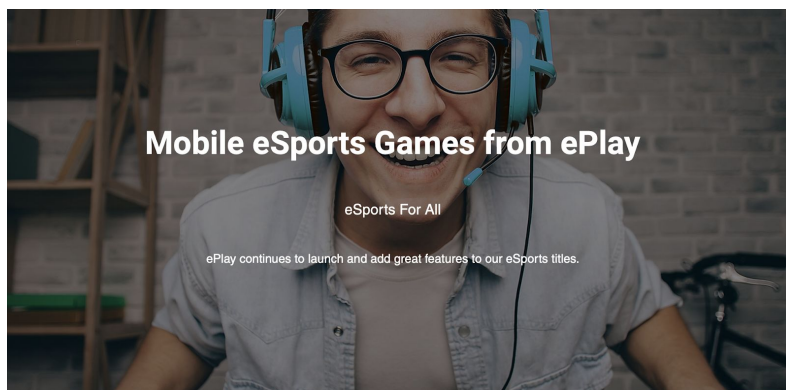 Mobile eSports Games from ePlay
eSports For All
ePlay continues to launch and add great features to our eSports titles.